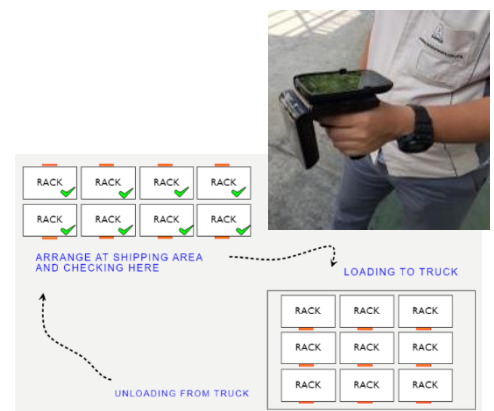 RACK RACK RACK RACK
RACK RACK RACK RACK
ARRANGE AT SHIPPING AREA
AND CHECKING HERE
LOADING TO TRUCK
RACK RACK RACK
RACK RACK RACK
RACK RACK RACK
UNLOADING FROM TRUCK